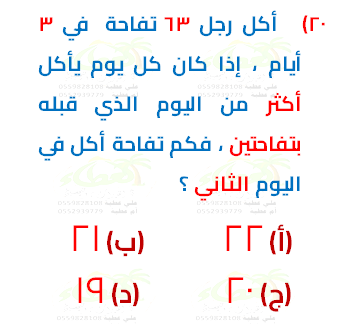 ٢٠) أكل رجل ٦٣ تفاحة في ٣
أيام ، إذا كان كل يوم يأكل
أكثر من اليوم الذي قبله
بتفاحتين ، فكم تفاحة أكل في
اليوم الثاني ؟
(أ) ٢٢ (ب) ٢١
(ج) ٢٠ (د) ١٩